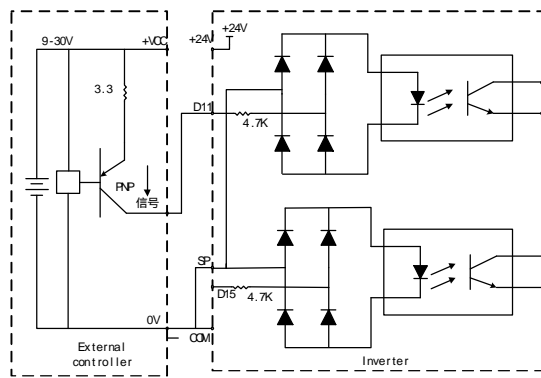 9-30V
+VCC
+24V
+24V
3.3
D11
4.7K
PNP
信号
SP
D15
4.7K
0V
COM
External
controller
Inverter